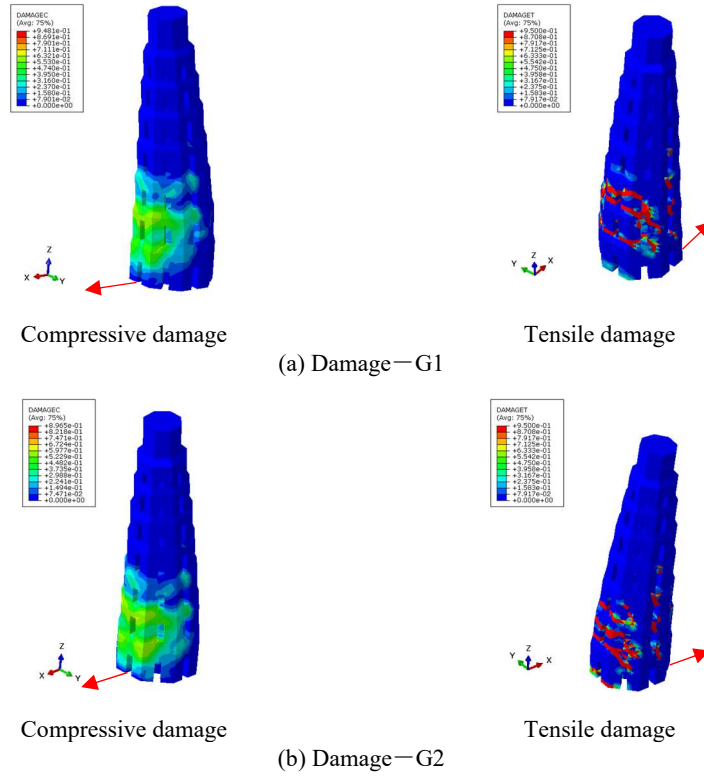 DAMAGEC
(Avg: 75%)
+9.481e-01
+8.691e-01
+7.901e-01
+7.111e-01
+6.321e-01
+5.530e-01
+4.740e-01
+3.950e-01
+3.160e-01
+2.370e-01
+1.580e-01
+7.901e-02
+0.000e+00
DAMAGET
(Avg: 75%)
+9.500e-01
+8.708e-01
+7.917e-01
+7.125e-01
+6.333e-01
+5.542e-01
+4.750e-01
+3.958e-01
+3.167e-01
+2.375e-01
+1.583e-01
+7.917e-02
+0.000e+00
Z
X Y
Z
Y X
Compressive damage
Tensile damage
(a) Damage－G1
DAMAGEC
(Avg: 75%)
+8.965e-01
+8.218e-01
+7.471e-01
+6.724e-01
+5.977e-01
+5.229e-01
+4.482e-01
+3.735e-01
+2.988e-01
+2.241e-01
+1.494e-01
+7.471e-02
+0.000e+00
DAMAGET
(Avg: 75%)
+9.500e-01
+8.708e-01
+7.917e-01
+7.125e-01
+6.333e-01
+5.542e-01
+4.750e-01
+3.958e-01
+3.167e-01
+2.375e-01
+1.583e-01
+7.917e-02
+0.000e+00
Z
X Y
Z
Y X
Compressive damage
Tensile damage
(b) Damage－G2